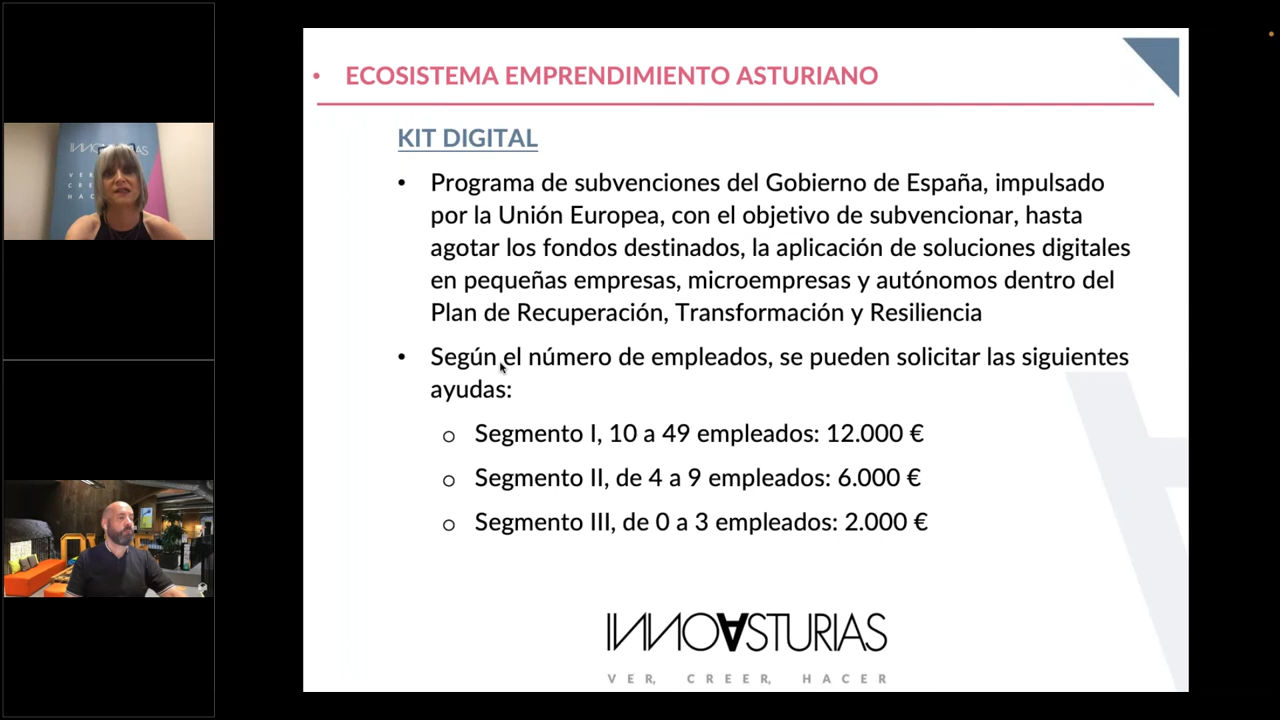 • ECOSISTEMA EMPRENDIMIENTO ASTURIANO
KIT DIGITAL
• Programa de subvenciones del Gobierno de España, impulsado
por la Unión Europea, con el objetivo de subvencionar, hasta
agotar los fondos destinados, la aplicación de soluciones digitales
en pequeñas empresas, microempresas y autónomos dentro del
Plan de Recuperación, Transformación y Resiliencia
• Según el número de empleados, se pueden solicitar las siguientes
ayudas:
o Segmento I, 10 a 49 empleados: 12.000 €
o Segmento II, de 4 a 9 empleados: 6.000 €
o Segmento III, de 0 a 3 empleados: 2.000 €
INNOASTURIAS
VER, CREER, HACER